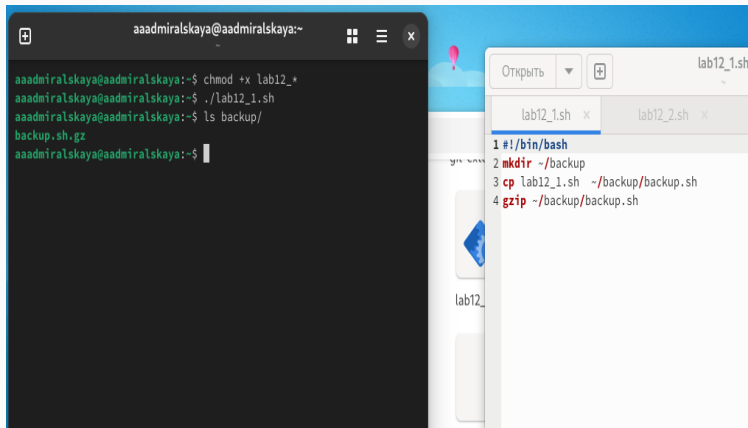 aaadmiralskaya@aadmiralskaya:~
~
aaadmiralskaya@aadmiralskaya:~$ chmod +x lab12_*
aaadmiralskaya@aadmiralskaya:~$ ./lab12_1.sh
aaadmiralskaya@aadmiralskaya:~$ ls backup/
backup.sh.gz
aaadmiralskaya@aadmiralskaya:~$
lab12_
Открыть
lab12_1.sh
~
lab12_1.sh ×
lab12_2.sh ×
1 #!/bin/bash
2 mkdir ~/backup
3 cp lab12_1.sh  ~/backup/backup.sh
4 gzip ~/backup/backup.sh